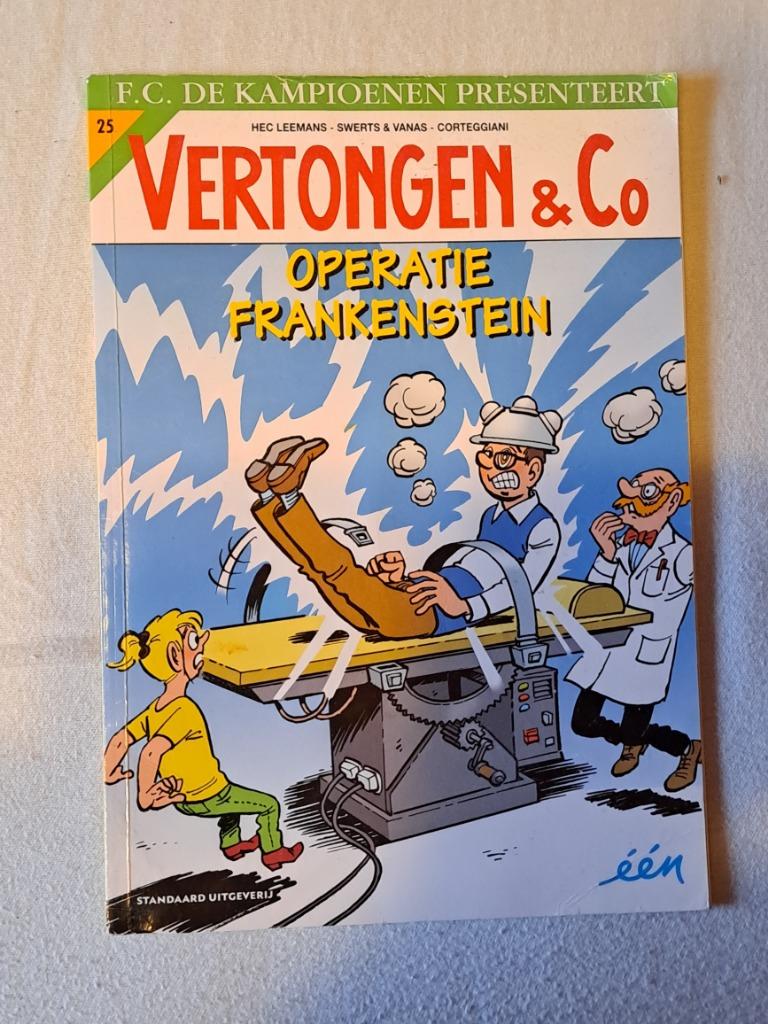 F.C. DE KAMPIOENEN PRESENTEERT
25
HEC LEEMANS - SWERTS & VANAS - CORTEGGIANI
VERTONGEN & Co
OPERATIE
FRANKENSTEIN
één
STANDAARD UITGEVERIJ